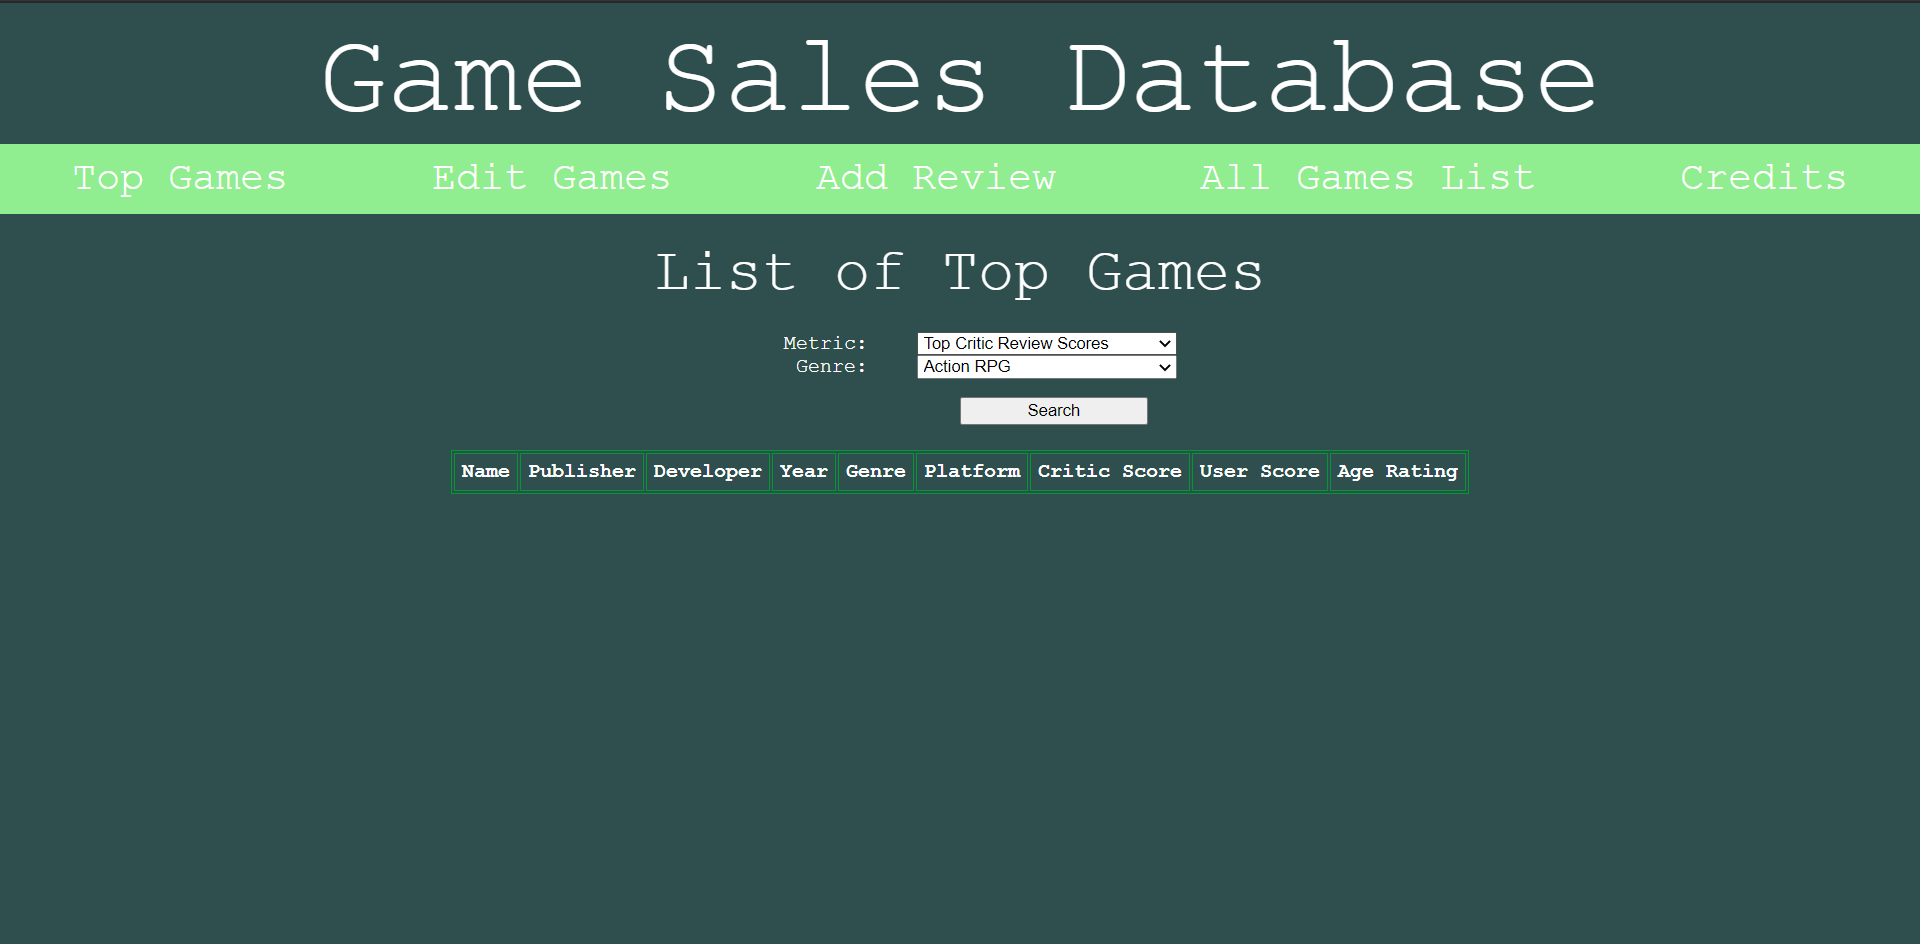 Game Sales Database
Top Games Edit Games Add Review All Games List Credits
List of Top Games
Metric: Top Critic Review Scores
Genre: Action RPG
Search
Name Publisher Developer Year Genre Platform Critic Score User Score Age Rating